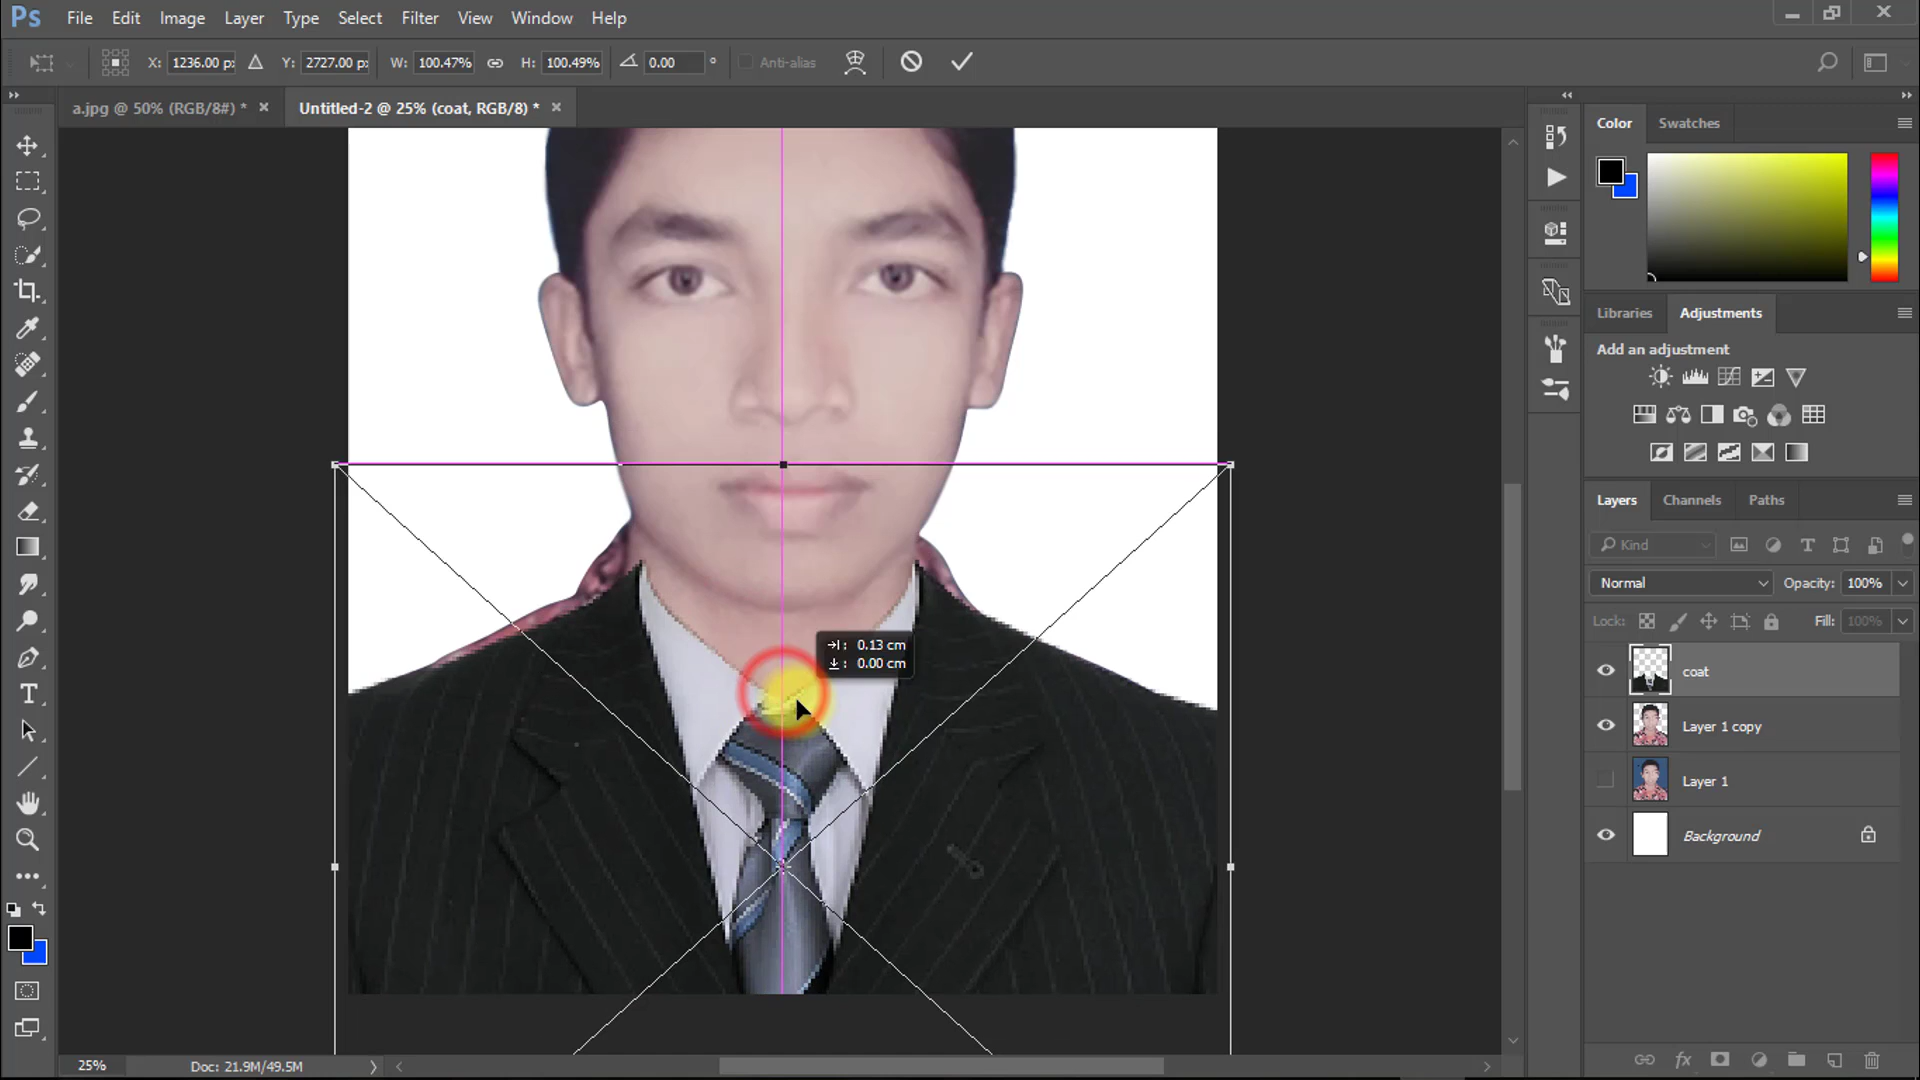 Ps File Edit Image Layer Type Select Filter View Window Help
X: 1236.00 px Y: 2727.00 px W: 100.47% H: 100.49% 0.00 ° Anti-alias
a.jpg @ 50% (RGB/8#) * Untitled-2 @ 25% (coat, RGB/8) *
Color Swatches
Libraries Adjustments
Add an adjustment
Layers Channels Paths
Kind
Normal Opacity: 100%
Lock: Fill: 100%
coat
Layer 1 copy
Layer 1
Background
0.13 cm
0.00 cm
25% Doc: 21.9M/49.5M